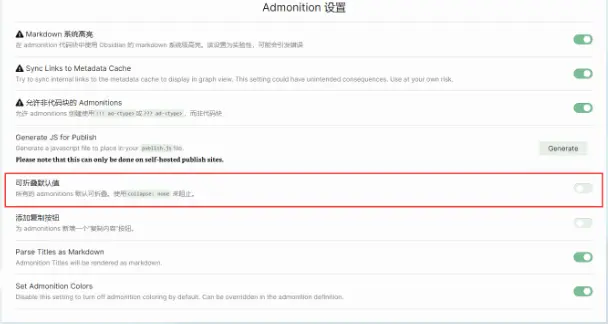 Admonition 设置
Markdown 系统高亮
在 admonition 代码块中使用 Obsidian 的 markdown 系统级高亮。该设置为实验性，可能会引发错误
Sync Links to Metadata Cache
Try to sync internal links to the metadata cache to display in graph view. This setting could have unintended consequences. Use at your own risk.
允许非代码块的 Admonitions
允许 admonitions 创建使用 !!! ad-<type> 或 ??? ad-<type>，而非代码块
Generate JS for Publish
Generate a javascript file to place in your publish.js file.
Please note that this can only be done on self-hosted publish sites.
Generate
可折叠默认值
所有的 admonitions 默认可折叠。使用 collapse: none 来阻止。
添加复制按钮
为 admonitions 新增一个“复制内容”按钮。
Parse Titles as Markdown
Admonition Titles will be rendered as markdown.
Set Admonition Colors
Disable this setting to turn off admonition coloring by default. Can be overridden in the admonition definition.